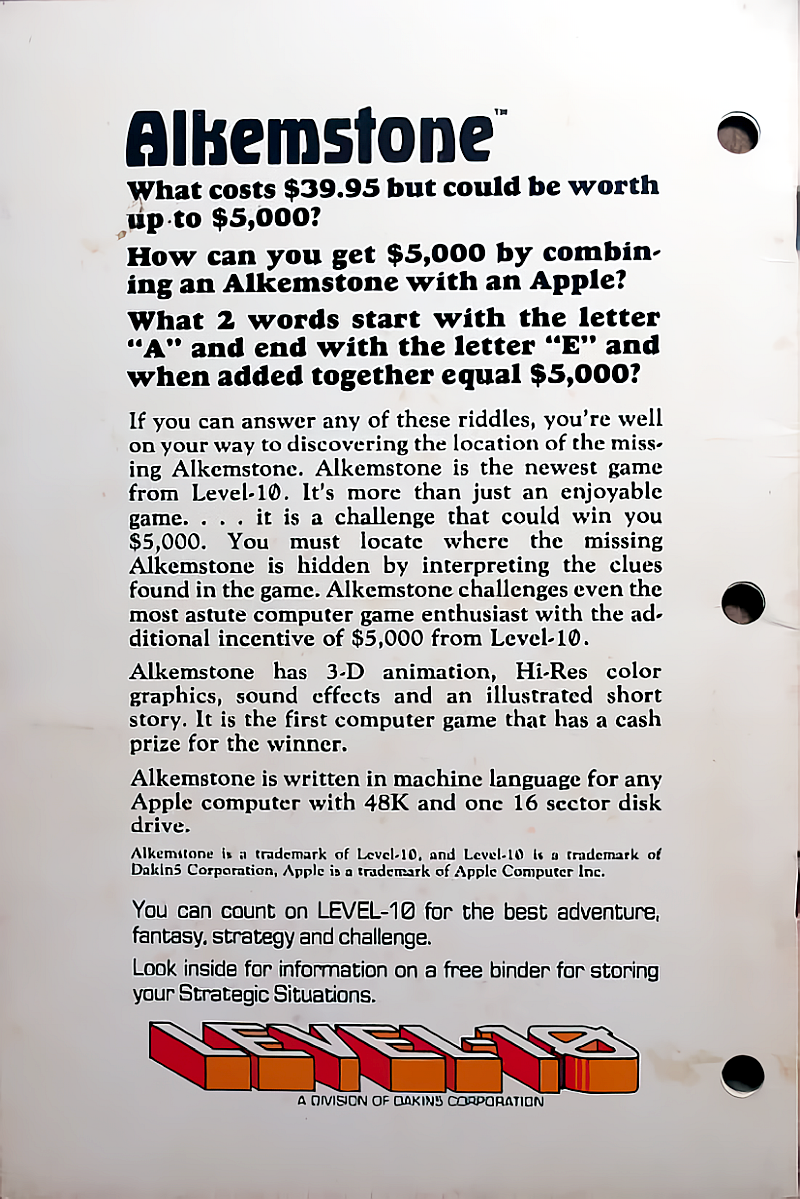 Alkemstone™
What costs $39.95 but could be worth
up to $5,000?
How can you get $5,000 by combin-
ing an Alkemstone with an Apple?
What 2 words start with the letter
“A” and end with the letter “E” and
when added together equal $5,000?
If you can answer any of these riddles, you're well
on your way to discovering the location of the miss-
ing Alkemstone. Alkemstone is the newest game
from Level-10. It's more than just an enjoyable
game. . . . it is a challenge that could win you
$5,000. You must locate where the missing
Alkemstone is hidden by interpreting the clues
found in the game. Alkemstone challenges even the
most astute computer game enthusiast with the ad-
ditional incentive of $5,000 from Level-10.
Alkemstone has 3-D animation, Hi-Res color
graphics, sound effects and an illustrated short
story. It is the first computer game that has a cash
prize for the winner.
Alkemstone is written in machine language for any
Apple computer with 48K and one 16 sector disk
drive.
Alkemstone is a trademark of Level-10, and Level-10 is a trademark of
Dakin5 Corporation, Apple is a trademark of Apple Computer Inc.
You can count on LEVEL-10 for the best adventure,
fantasy, strategy and challenge.
Look inside for information on a free binder for storing
your Strategic Situations.
LEVEL-10
A DIVISION OF DAKIN5 CORPORATION